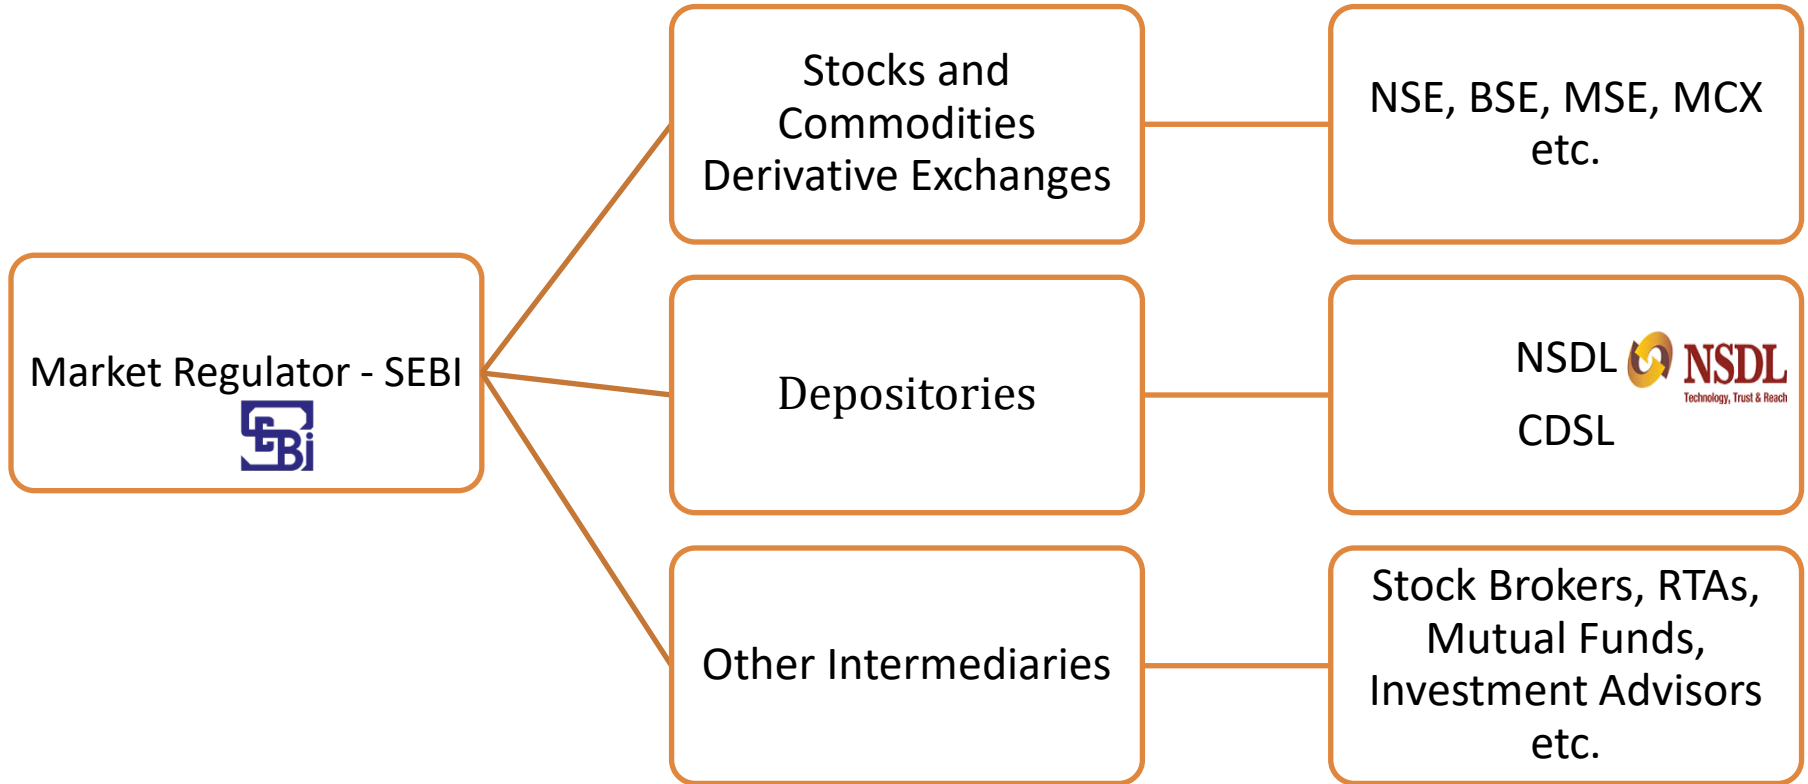 Market Regulator - SEBI
SEBi
Stocks and
Commodities
Derivative Exchanges
NSE, BSE, MSE, MCX
etc.
Depositories
NSDL
NSDL
Technology, Trust & Reach
CDSL
Other Intermediaries
Stock Brokers, RTAs,
Mutual Funds,
Investment Advisors
etc.